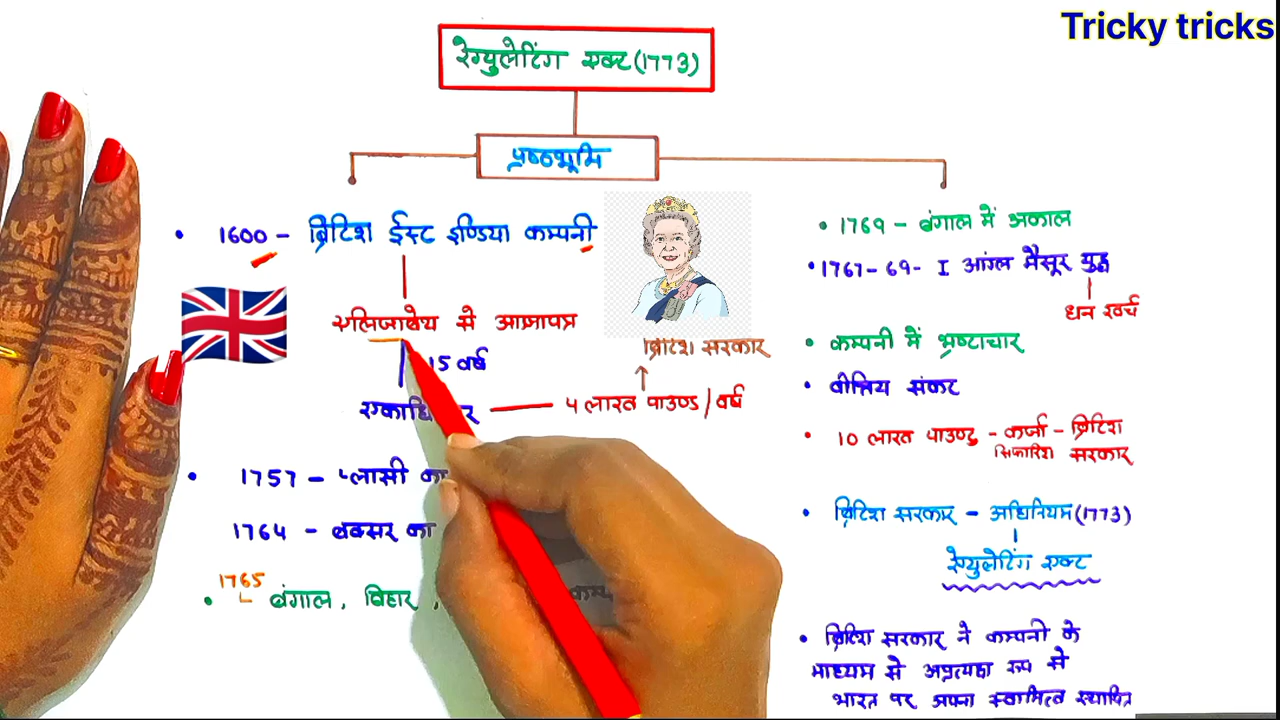 Tricky tricks
रेग्युलेटिंग एक्ट (1773)
पृष्ठभूमि
1600 - ब्रिटिश ईस्ट इण्डिया कम्पनी
एलिजाबेथ से आज्ञापत्र
15 वर्ष
ब्रिटिश सरकार
4 लाख पाउण्ड / वर्ष
1757 - प्लासी का
1764 - बक्सर का
1765
बंगाल, बिहार,
1769 - बंगाल में अकाल
1767-69- I आंग्ल मैसूर युद्ध
धन खर्च
कम्पनी में भ्रष्टाचार
वीत्तिय संकट
10 लाख पाउण्ड - कर्जा - ब्रिटिश
सिफारिश सरकार
ब्रिटिश सरकार - अधिनियम (1773)
रेग्युलेटिंग एक्ट
ब्रिटिश सरकार ने कम्पनी के
माध्यम से अप्रत्यक्ष रूप से
भारत पर अपना स्वामित्व स्थापित